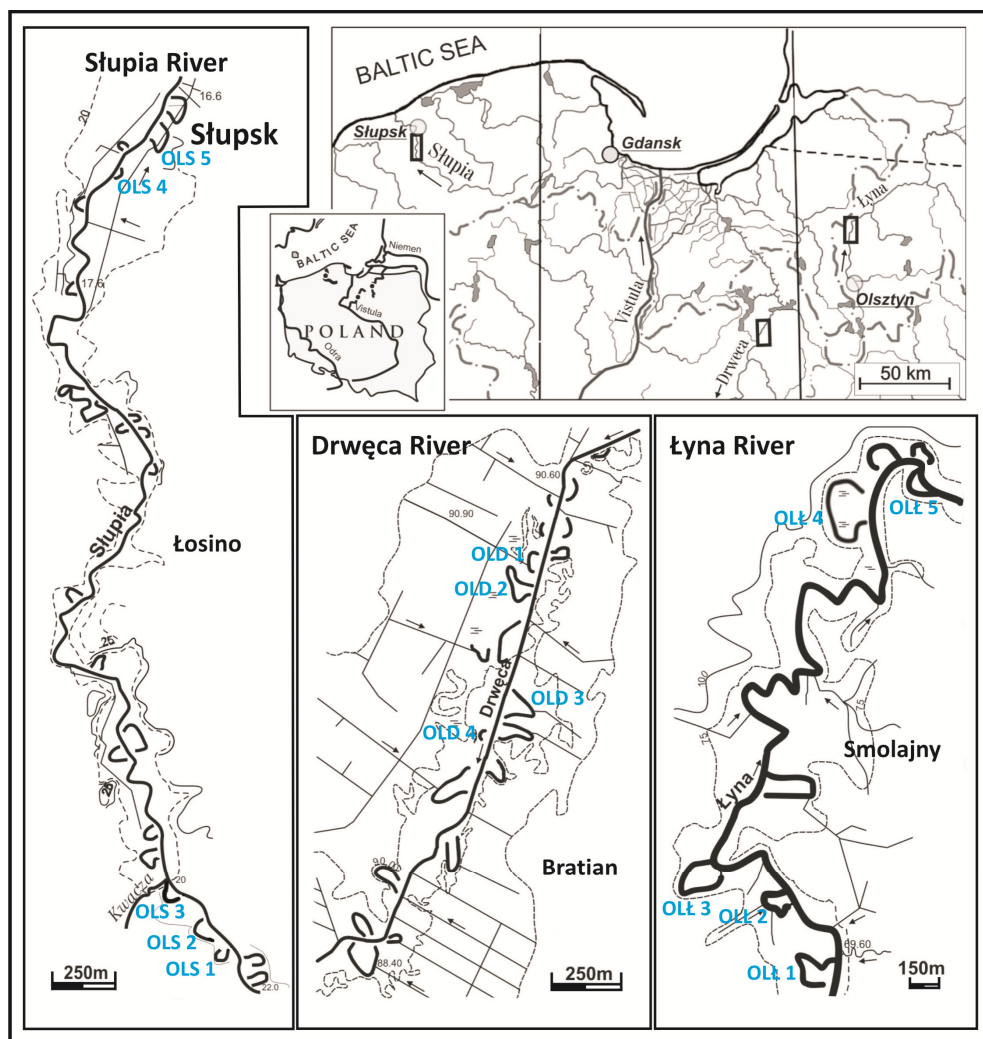 Słupia River
20
16.6
Słupsk
OLS 5
OLS 4
17.6
Słupia
Łosino
25
Kwacza
20
OLS 3
OLS 2
OLS 1
22.0
250m
BALTIC SEA
Słupsk
Słupia
Gdansk
Łyna
Vistula
Olsztyn
Drwęca
50 km
BALTIC SEA
Niemen
Vistula
POLAND
Odra
Drwęca River
90.60
90.90
OLD 1
OLD 2
Drwęca
OLD 3
OLD 4
Bratian
88.40
250m
Łyna River
OLŁ 4
OLŁ 5
100
75
75
Smolajny
Łyna
OLŁ 3
OLŁ 2
OLŁ 1
69.60
150m